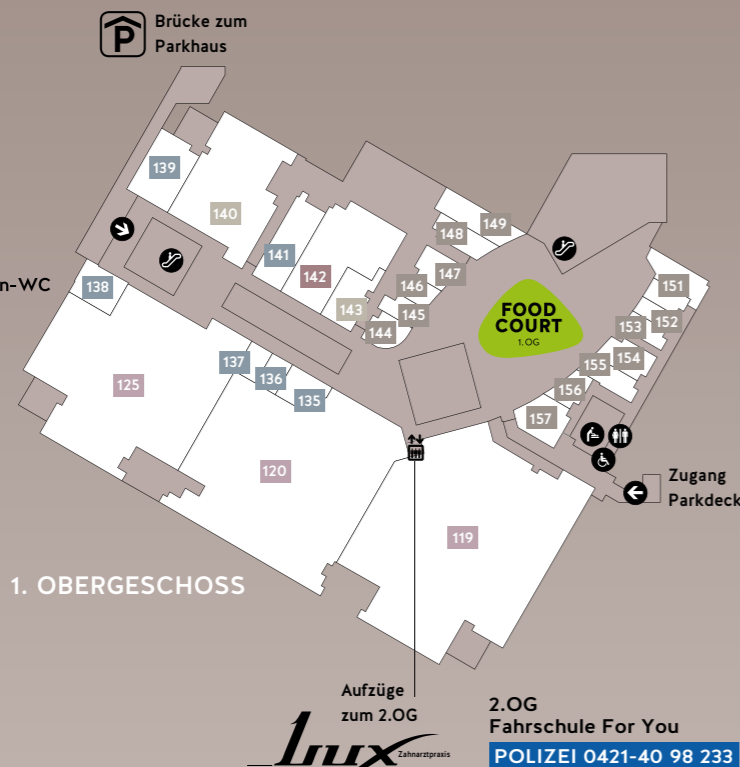 P Brücke zum
Parkhaus
139
140
149
148
141
142
147
151
n-WC
138
146
143
145
FOOD
COURT
1.OG
153
152
144
155
154
137
136
156
125
135
157
120
Zugang
Parkdeck
119
1. OBERGESCHOSS
Aufzüge
zum 2.OG
2.OG
Fahrschule For You
lux Zahnarztpraxis
POLIZEI 0421-40 98 233